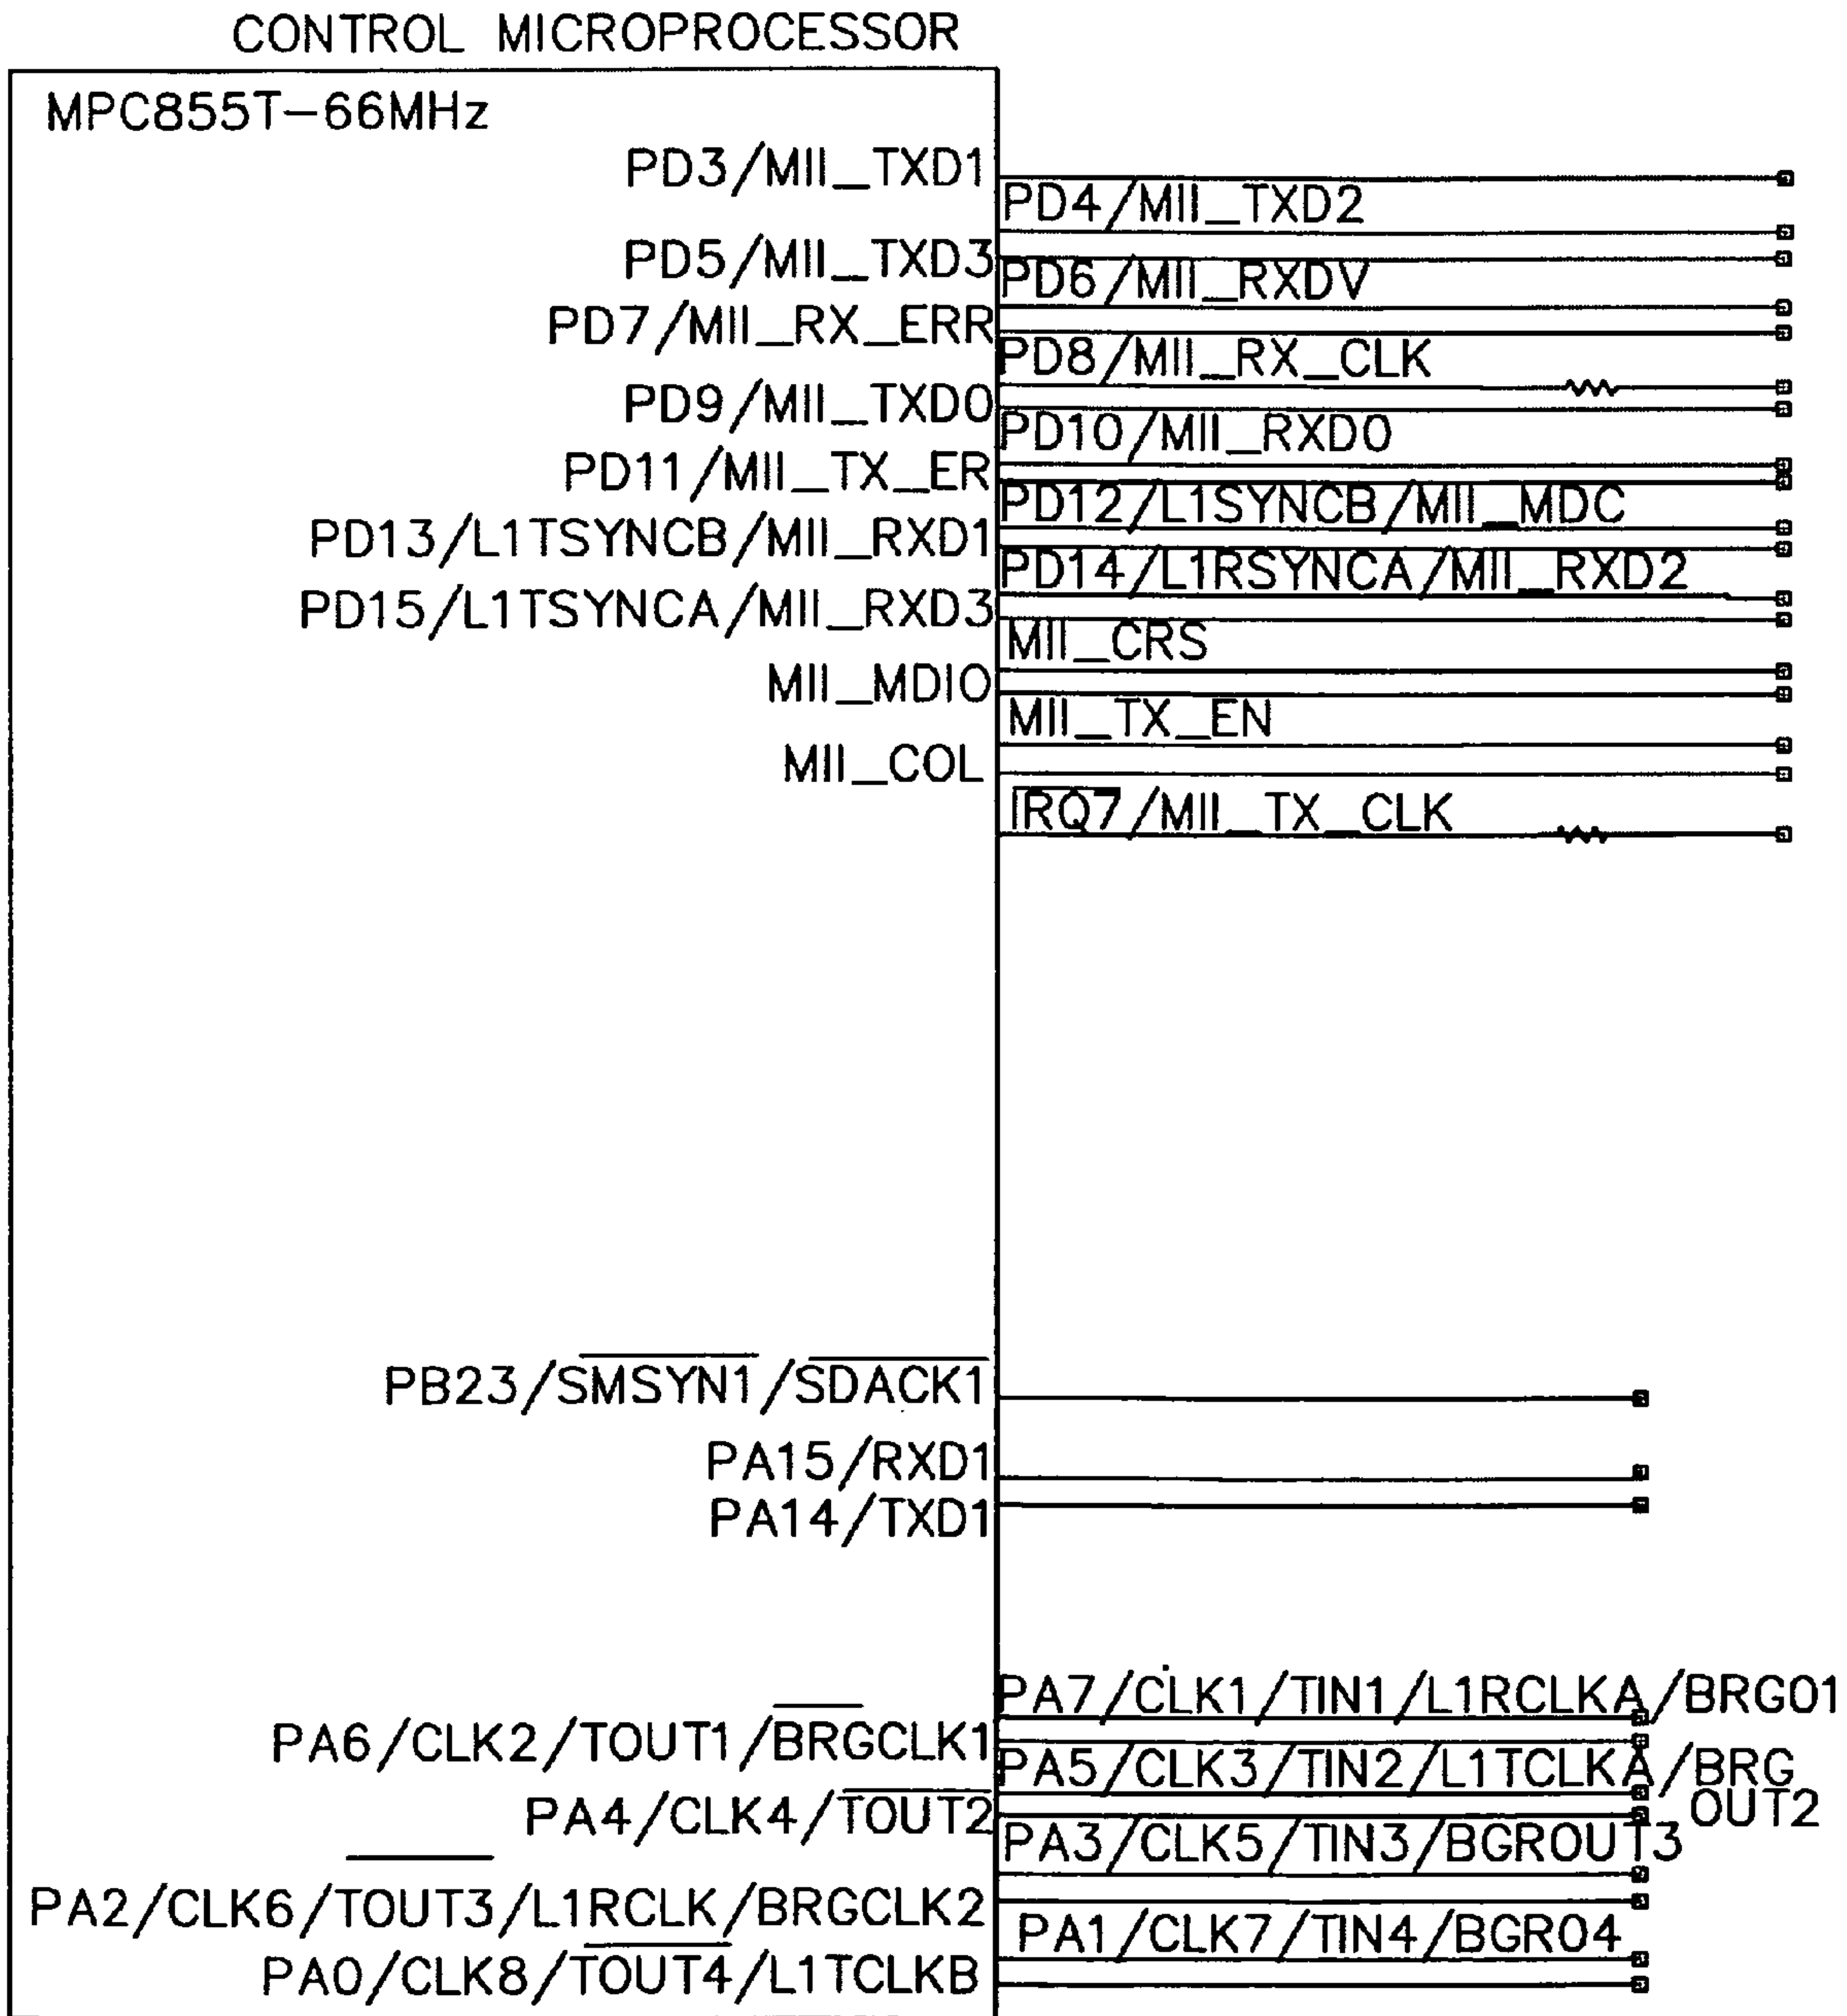 CONTROL MICROPROCESSOR
MPC855T-66MHz
PD3/MII_TXD1
PD4/MII_TXD2
PD5/MII_TXD3
PD6/MII_RXDV
PD7/MII_RX_ERR
PD8/MII_RX_CLK
PD9/MII_TXD0
PD10/MII_RXD0
PD11/MII_TX_ER
PD12/L1SYNCB/MII_MDC
PD13/L1TSYNCB/MII_RXD1
PD14/L1RSYNCA/MII_RXD2
PD15/L1TSYNCA/MII_RXD3
MII_CRS
MII_MDIO
MII_TX_EN
MII_COL
IRQ7/MII_TX_CLK
PB23/SMSYN1/SDACK1
PA15/RXD1
PA14/TXD1
PA7/CLK1/TIN1/L1RCLKA/BRGO1
PA6/CLK2/TOUT1/BRGCLK1
PA5/CLK3/TIN2/L1TCLKA/BRG
OUT2
PA4/CLK4/TOUT2
PA3/CLK5/TIN3/BGROUT3
PA2/CLK6/TOUT3/L1RCLK/BRGCLK2
PA1/CLK7/TIN4/BGRO4
PA0/CLK8/TOUT4/L1TCLKB